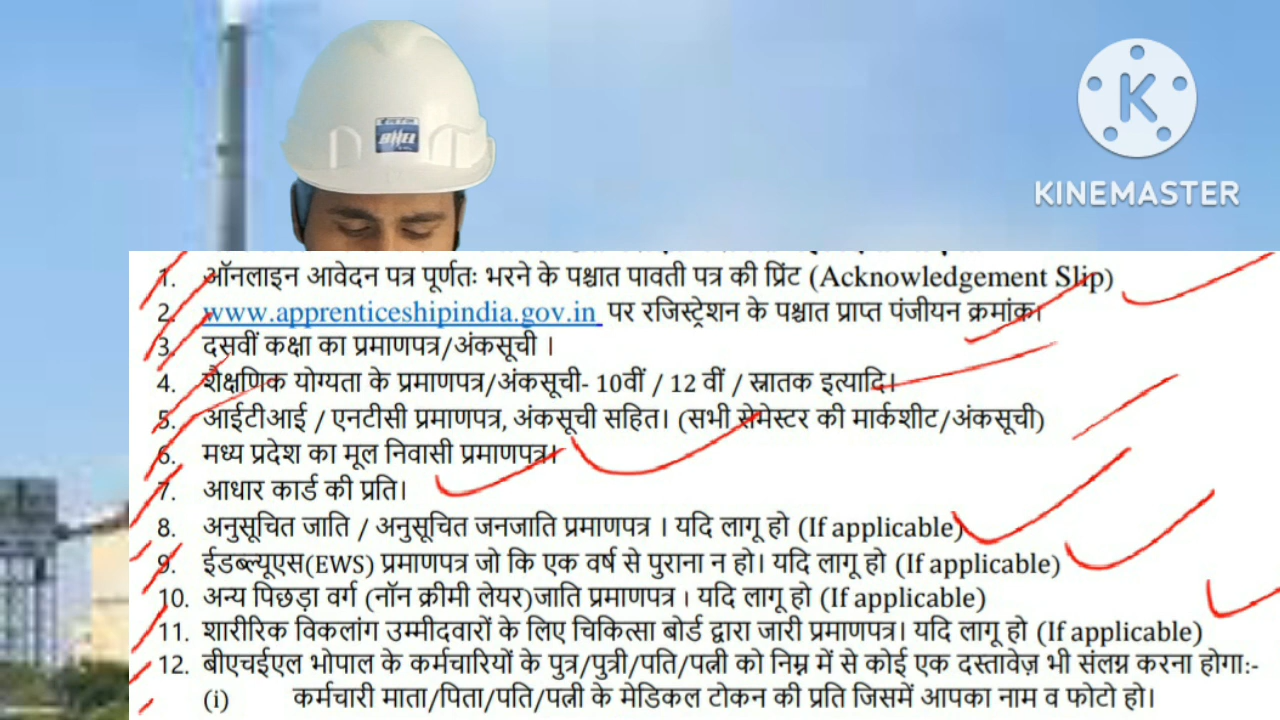 BHEL
K
KINEMASTER
1. ऑनलाइन आवेदन पत्र पूर्णतः भरने के पश्चात पावती पत्र की प्रिंट (Acknowledgement Slip)
2. www.apprenticeshipindia.gov.in पर रजिस्ट्रेशन के पश्चात प्राप्त पंजीयन क्रमांक।
3. दसवीं कक्षा का प्रमाणपत्र/अंकसूची ।
4. शैक्षणिक योग्यता के प्रमाणपत्र/अंकसूची- 10वीं / 12 वीं / स्नातक इत्यादि।
5. आईटीआई / एनटीसी प्रमाणपत्र, अंकसूची सहित। (सभी सेमेस्टर की मार्कशीट/अंकसूची)
6. मध्य प्रदेश का मूल निवासी प्रमाणपत्र।
7. आधार कार्ड की प्रति।
8. अनुसूचित जाति / अनुसूचित जनजाति प्रमाणपत्र । यदि लागू हो (If applicable)
9. ईडब्ल्यूएस(EWS) प्रमाणपत्र जो कि एक वर्ष से पुराना न हो। यदि लागू हो (If applicable)
10. अन्य पिछड़ा वर्ग (नॉन क्रीमी लेयर)जाति प्रमाणपत्र । यदि लागू हो (If applicable)
11. शारीरिक विकलांग उम्मीदवारों के लिए चिकित्सा बोर्ड द्वारा जारी प्रमाणपत्र। यदि लागू हो (If applicable)
12. बीएचईएल भोपाल के कर्मचारियों के पुत्र/पुत्री/पति/पत्नी को निम्न में से कोई एक दस्तावेज़ भी संलग्न करना होगा:-
(i) कर्मचारी माता/पिता/पति/पत्नी के मेडिकल टोकन की प्रति जिसमें आपका नाम व फोटो हो।